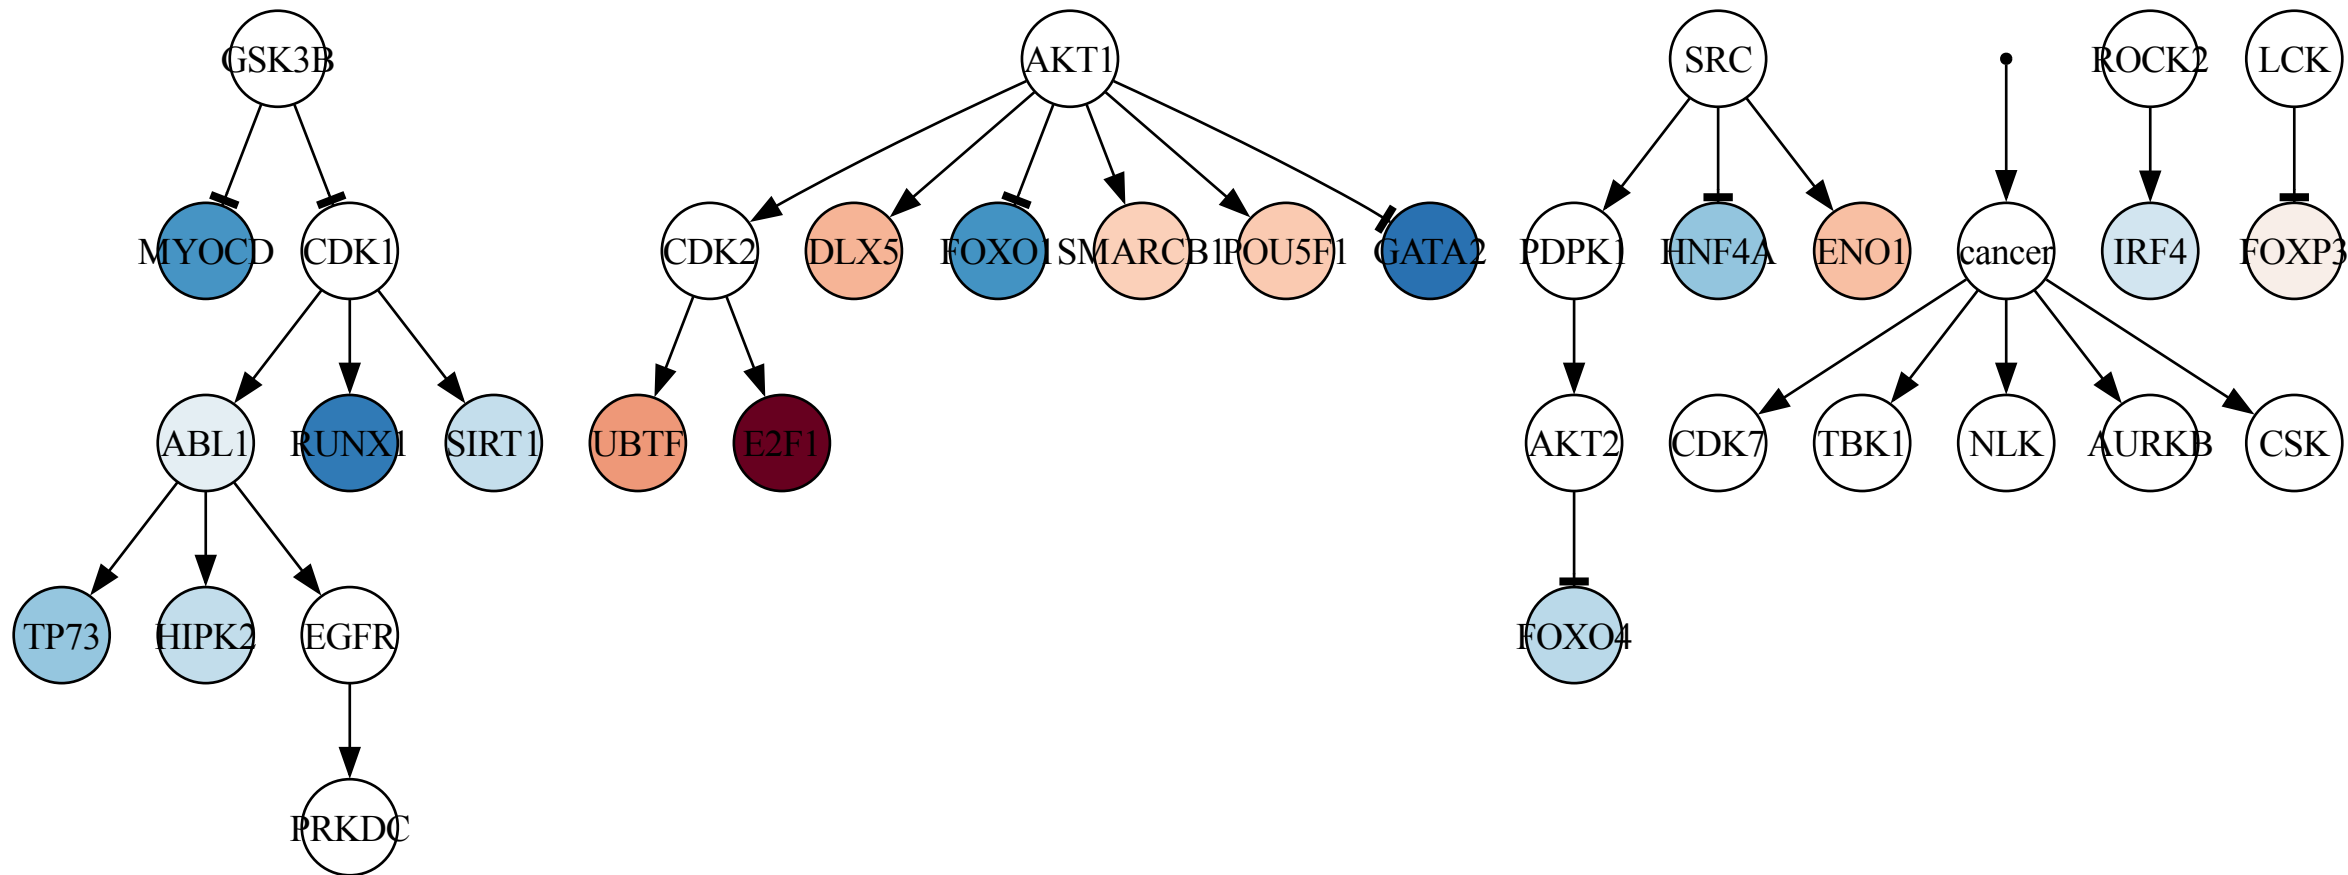 GSK3B
AKT1
SRC
ROCK2
LCK
MYOCD
CDK1
CDK2
DLX5
FOXO1
SMARCB1
POU5F1
GATA2
PDPK1
HNF4A
ENO1
cancer
IRF4
FOXP3
ABL1
RUNX1
SIRT1
UBTF
E2F1
AKT2
CDK7
TBK1
NLK
AURKB
CSK
TP73
HIPK2
EGFR
FOXO4
PRKDC